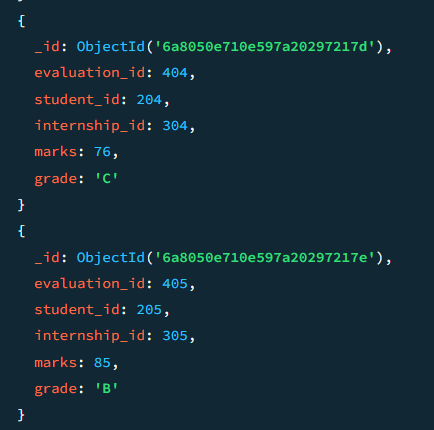 {
_id: ObjectId('6a8050e710e597a20297217d'),
evaluation_id: 404,
student_id: 204,
internship_id: 304,
marks: 76,
grade: 'C'
}
{
_id: ObjectId('6a8050e710e597a20297217e'),
evaluation_id: 405,
student_id: 205,
internship_id: 305,
marks: 85,
grade: 'B'
}